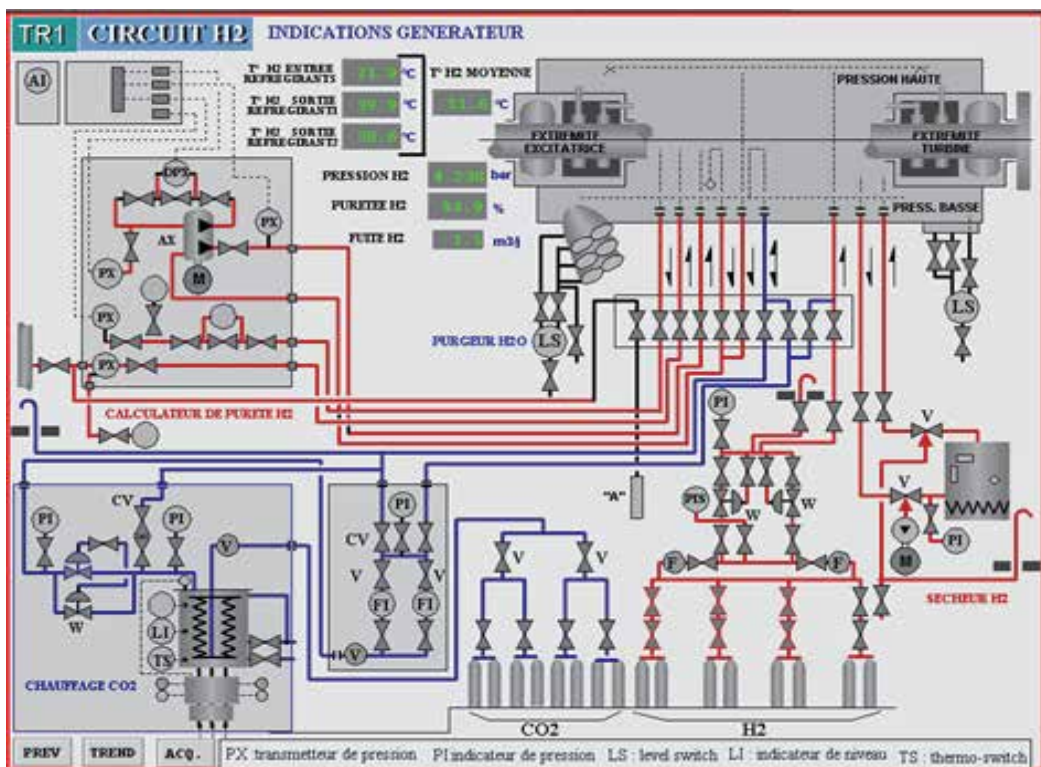 TR1 CIRCUIT H2 INDICATIONS GENERATEUR
AI
T° H2 ENTREE
REFRIGIRANTS
°C
T° H2 MOYENNE
T° H2 SORTIE
REFRIGIRANT1
°C
°C
T° H2 SORTIE
REFRIGIRANT2
°C
PRESSION H2
bar
PURETEE H2
%
FUITE H2
PRESSION HAUTE
EXTREMITE
EXCITATRICE
EXTREMITE
TURBINE
PRESS. BASSE
DPX
AX
PX
PX
M
PX
PX
LS
LS
PURGEUR H2O
CALCULATEUR DE PURETE H2
PI
V
"A"
PIS
W
W
V
PI
M
F
F
SECHEUR H2
PI
CV
PI
V
W
LI
TS
CHAUFFAGE CO2
PI
CV
V
V
FI
FI
V
V
V
CO2
H2
PREV TREND ACQ.
PX transmetteur de pression PI indicateur de pression LS : level switch LI : indicateur de niveau TS : thermo-switch